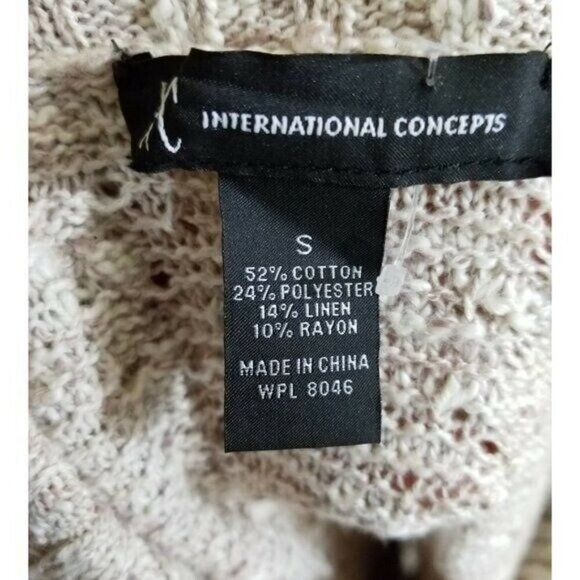 INTERNATIONAL CONCEPTS
S
52% COTTON
24% POLYESTER
14% LINEN
10% RAYON
MADE IN CHINA
WPL 8046